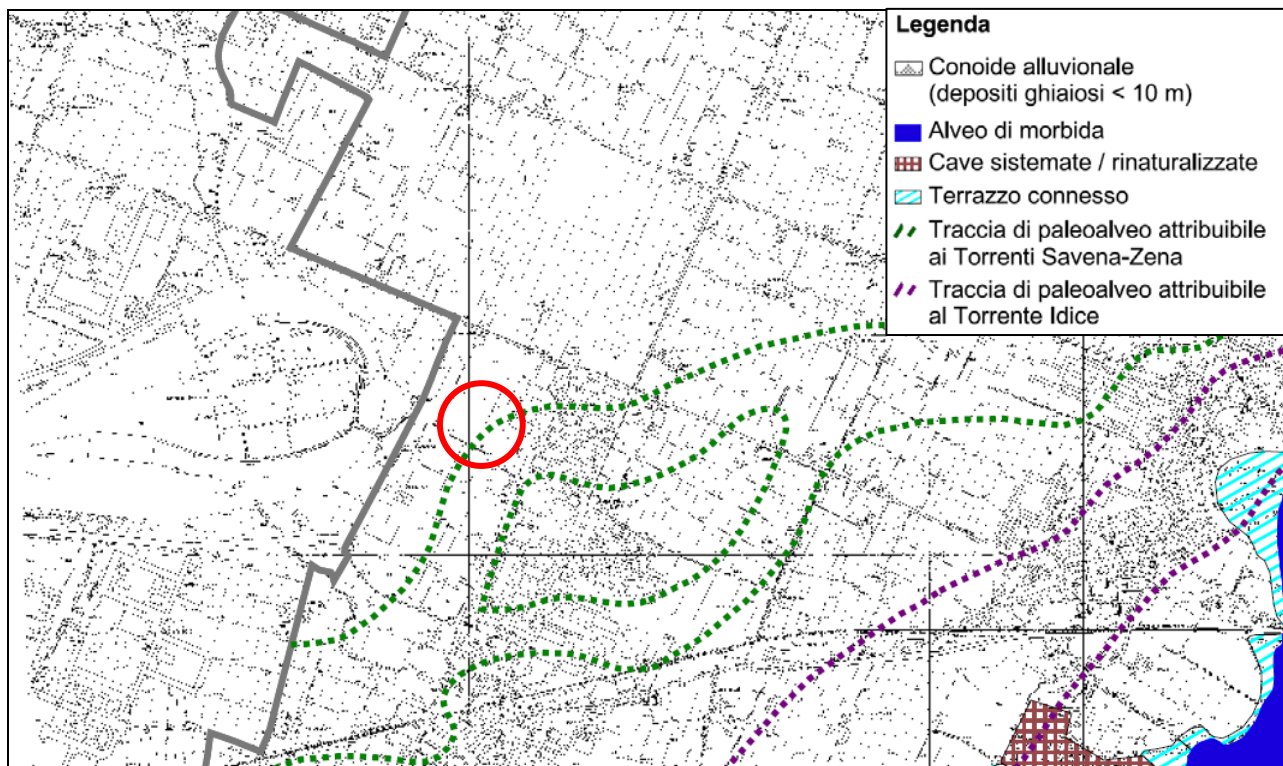 Legenda
Conoide alluvionale
(depositi ghiaiosi < 10 m)
Alveo di morbida
Cave sistemate / rinaturalizzate
Terrazzo connesso
Traccia di paleoalveo attribuibile
ai Torrenti Savena-Zena
Traccia di paleoalveo attribuibile
al Torrente Idice